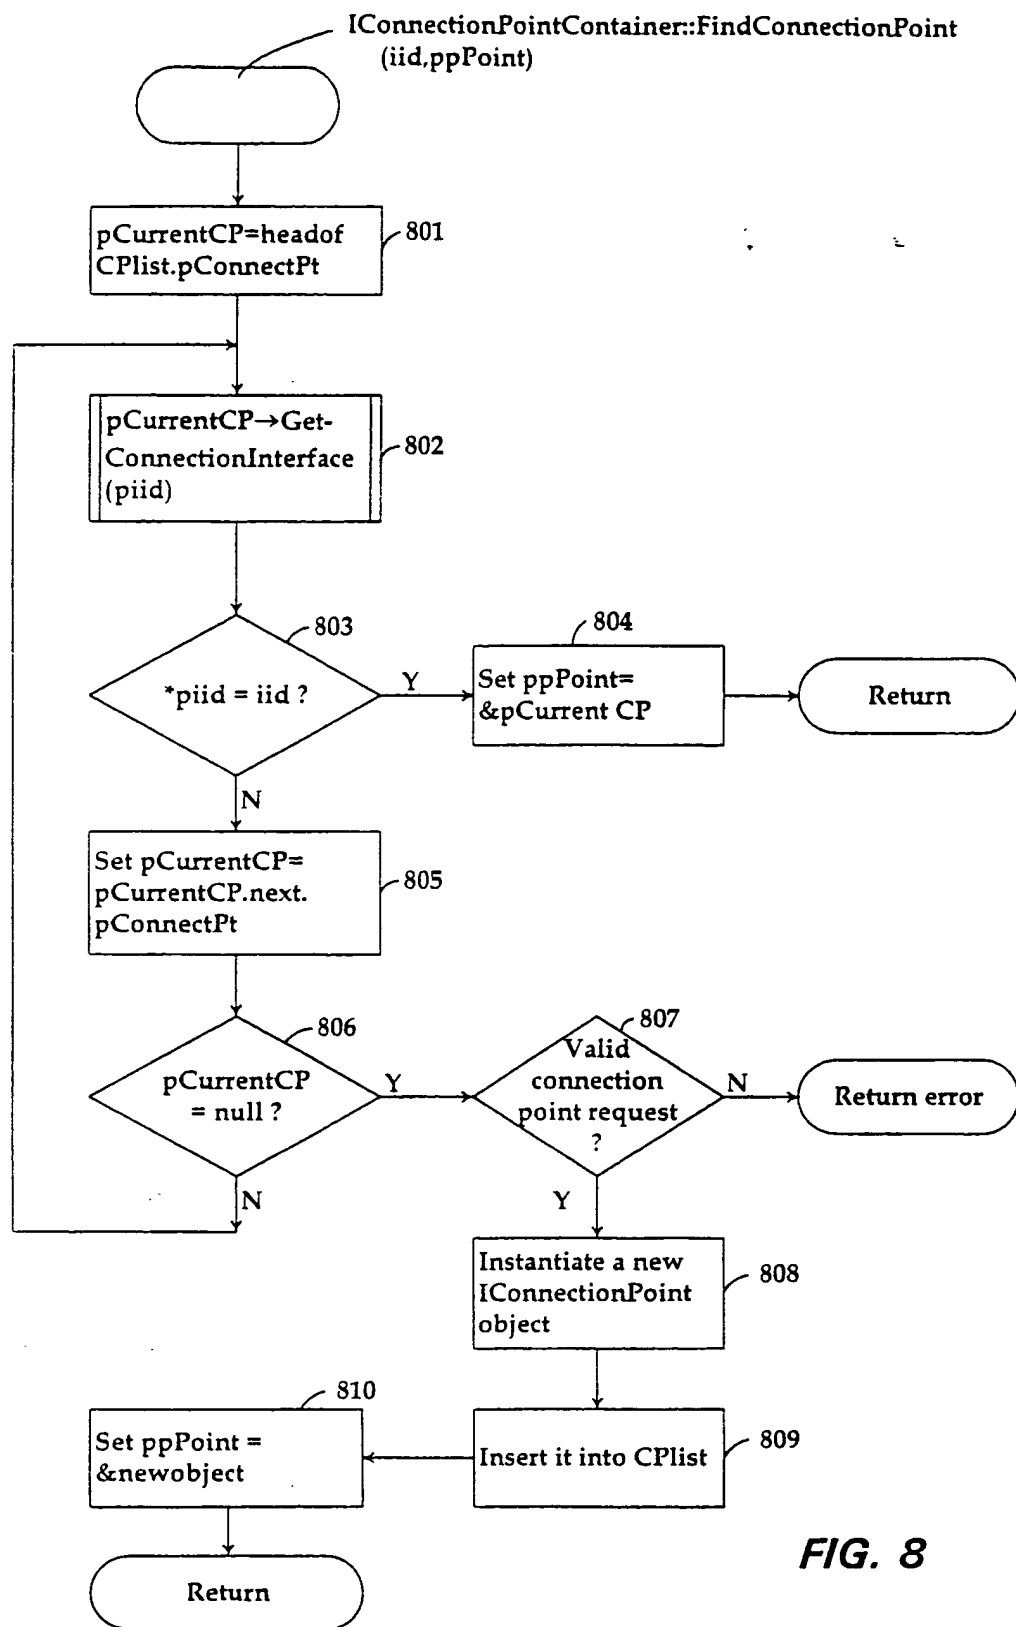 IConnectionPointContainer::FindConnectionPoint
(iid,ppPoint)
pCurrentCP=headof
CPlist.pConnectPt
801
pCurrentCP→Get-
ConnectionInterface
(piid)
802
803
*piid = iid ?
Y
N
804
Set ppPoint=
&pCurrent CP
Return
Set pCurrentCP=
pCurrentCP.next.
pConnectPt
805
806
pCurrentCP
= null ?
Y
N
807
Valid
connection
point request
?
N
Y
Return error
Instantiate a new
IConnectionPoint
object
808
Insert it into CPlist
809
810
Set ppPoint =
&newobject
Return
FIG. 8